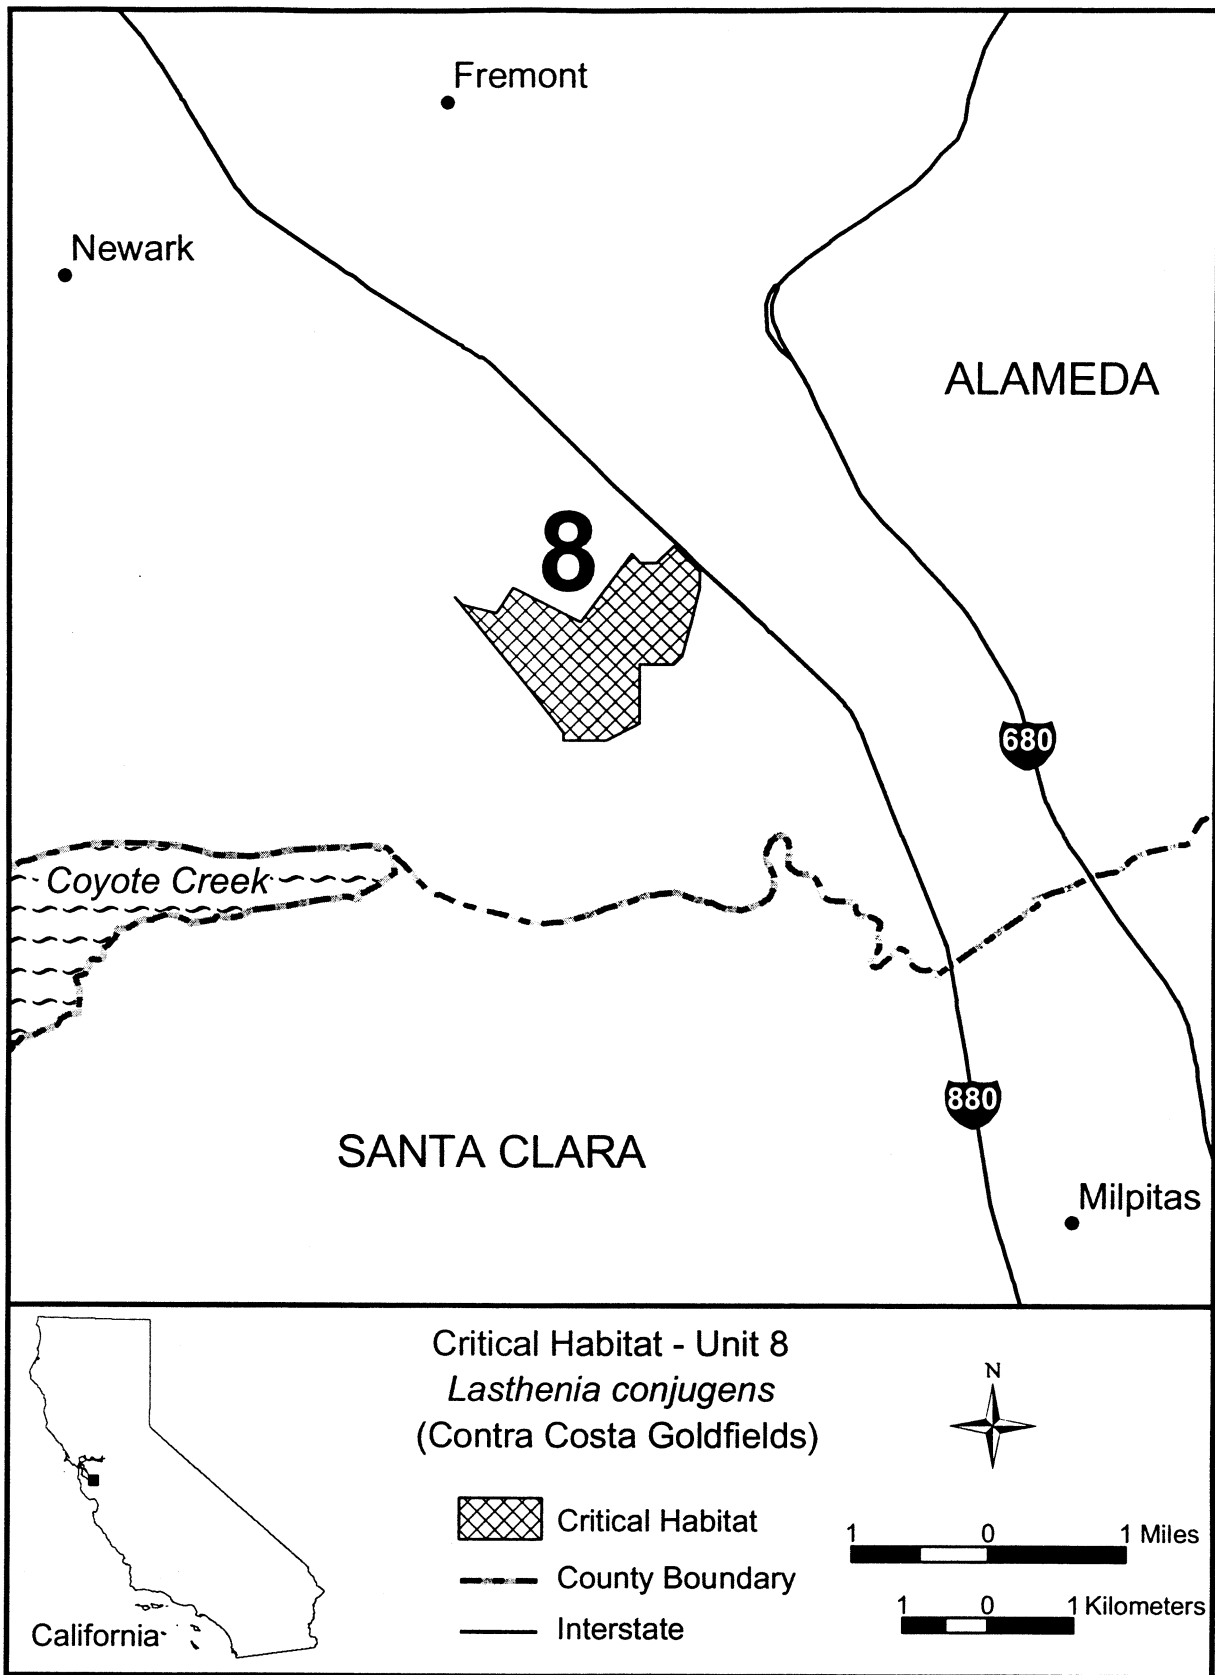 Fremont
Newark
ALAMEDA
8
680
Coyote Creek
880
SANTA CLARA
Milpitas
Critical Habitat - Unit 8
Lasthenia conjugens
(Contra Costa Goldfields)
N
Critical Habitat
County Boundary
Interstate
1 0 1 Miles
1 0 1 Kilometers
California